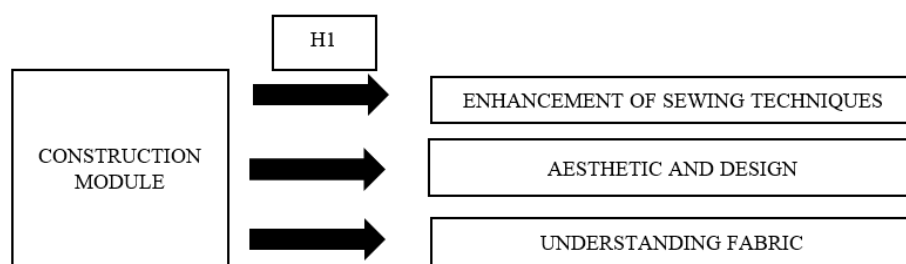 H1
CONSTRUCTION
MODULE
ENHANCEMENT OF SEWING TECHNIQUES
AESTHETIC AND DESIGN
UNDERSTANDING FABRIC